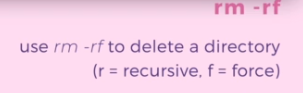 rm -rf
use rm -rf to delete a directory
(r = recursive, f = force)